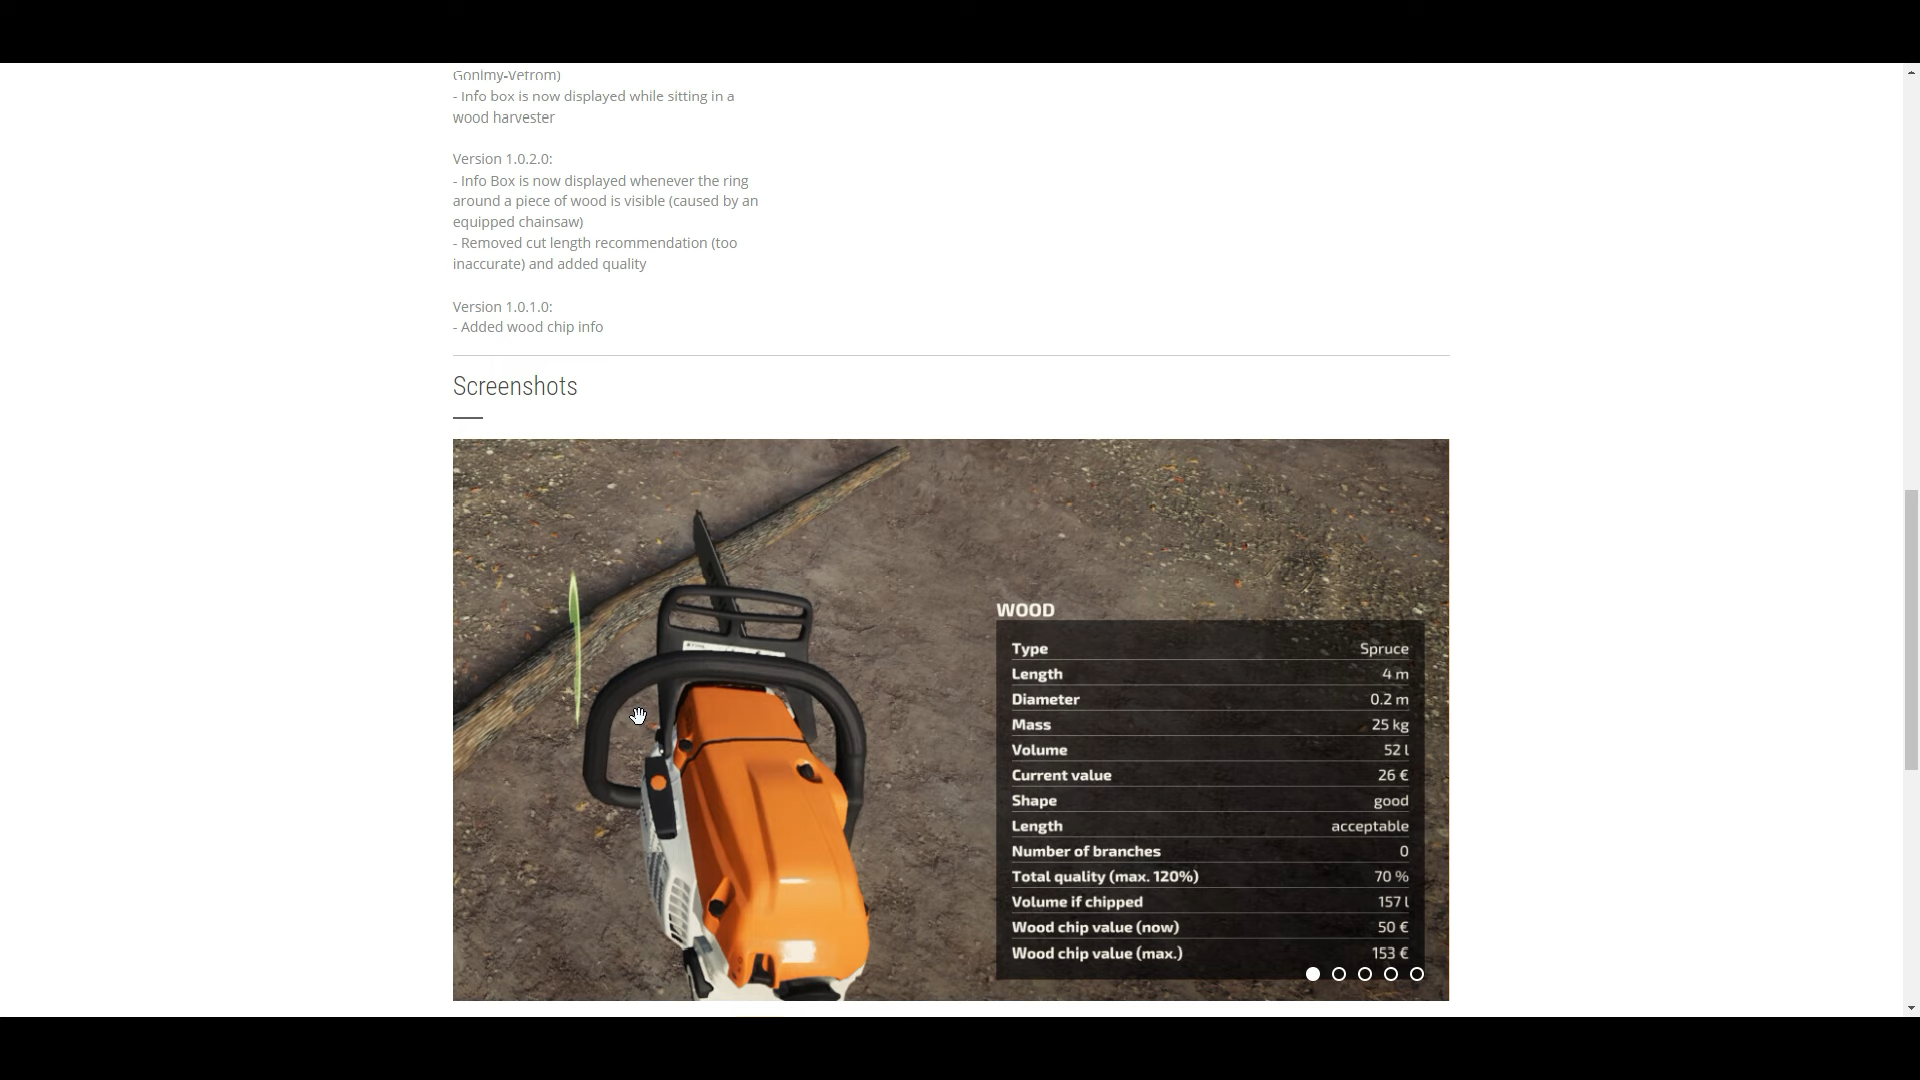 Gonimy-Vetrom)
- Info box is now displayed while sitting in a
wood harvester
Version 1.0.2.0:
- Info Box is now displayed whenever the ring
around a piece of wood is visible (caused by an
equipped chainsaw)
- Removed cut length recommendation (too
inaccurate) and added quality
Version 1.0.1.0:
- Added wood chip info
Screenshots
WOOD
Type Spruce
Length 4 m
Diameter 0.2 m
Mass 25 kg
Volume 52 l
Current value 26 €
Shape good
Length acceptable
Number of branches 0
Total quality (max. 120%) 70 %
Volume if chipped 157 l
Wood chip value (now) 50 €
Wood chip value (max.) 153 €